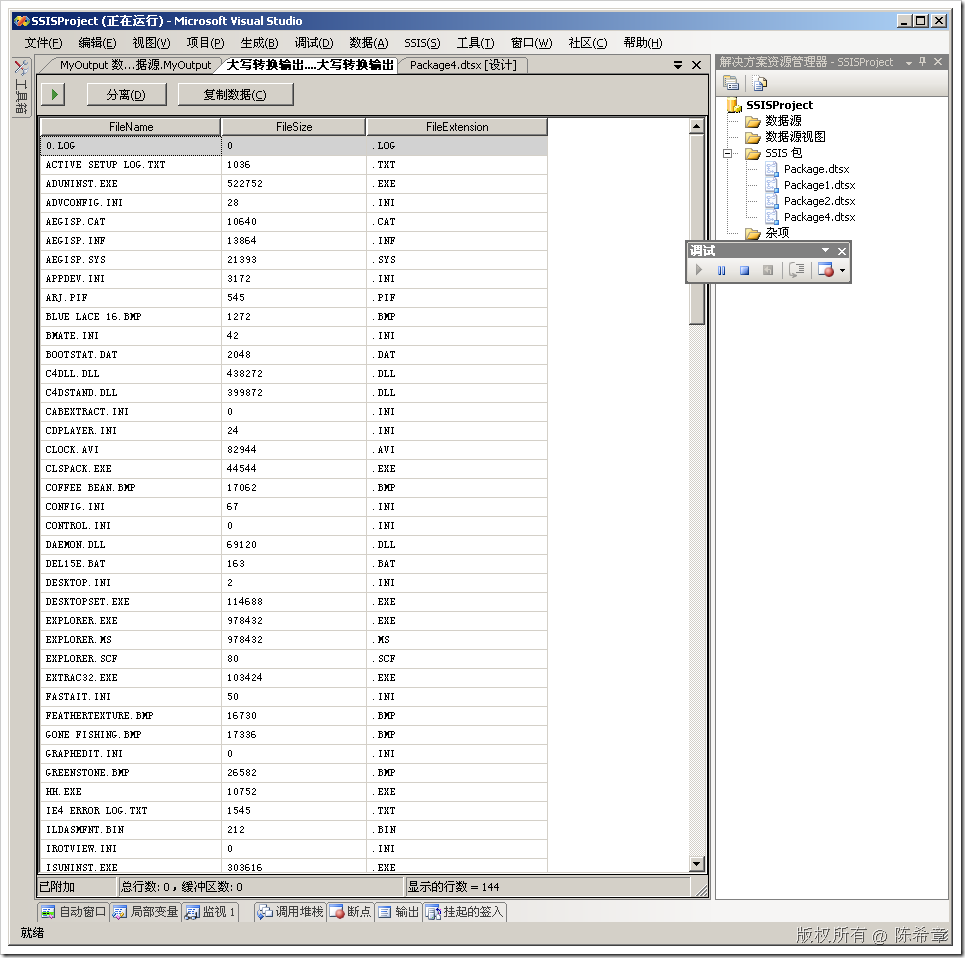 SSISProject (正在运行) - Microsoft Visual Studio
文件(F) 编辑(E) 视图(V) 项目(P) 生成(B) 调试(D) 数据(A) SSIS(S) 工具(T) 窗口(W) 社区(C) 帮助(H)
工具箱
MyOutput 数...据源.MyOutput 大写转换输出....大写转换输出 Package4.dtsx [设计]
分离(D) 复制数据(C)
FileName FileSize FileExtension
0.LOG 0 .LOG
ACTIVE SETUP LOG.TXT 1036 .TXT
ADUNINST.EXE 522752 .EXE
ADVCONFIG.INI 28 .INI
AEGISP.CAT 10640 .CAT
AEGISP.INF 13864 .INF
AEGISP.SYS 21393 .SYS
APPDEV.INI 3172 .INI
ARJ.PIF 545 .PIF
BLUE LACE 16.BMP 1272 .BMP
BMATE.INI 42 .INI
BOOTSTAT.DAT 2048 .DAT
C4DLL.DLL 438272 .DLL
C4DSTAND.DLL 399872 .DLL
CABEXTRACT.INI 0 .INI
CDPLAYER.INI 24 .INI
CLOCK.AVI 82944 .AVI
CLSPACK.EXE 44544 .EXE
COFFEE BEAN.BMP 17062 .BMP
CONFIG.INI 67 .INI
CONTROL.INI 0 .INI
DAEMON.DLL 69120 .DLL
DEL15E.BAT 163 .BAT
DESKTOP.INI 2 .INI
DESKTOPSET.EXE 114688 .EXE
EXPLORER.EXE 978432 .EXE
EXPLORER.MS 978432 .MS
EXPLORER.SCF 80 .SCF
EXTRAC32.EXE 103424 .EXE
FASTAIT.INI 50 .INI
FEATHERTEXTURE.BMP 16730 .BMP
GONE FISHING.BMP 17336 .BMP
GRAPHEDIT.INI 0 .INI
GREENSTONE.BMP 26582 .BMP
HH.EXE 10752 .EXE
IE4 ERROR LOG.TXT 1545 .TXT
ILDASMFNT.BIN 212 .BIN
IROTVIEW.INI 0 .INI
ISUNINST.EXE 303616 .EXE
已附加 总行数: 0，缓冲区数: 0 显示的行数 = 144
解决方案资源管理器 - SSISProject
SSISProject
数据源
数据源视图
SSIS 包
Package.dtsx
Package1.dtsx
Package2.dtsx
Package4.dtsx
杂项
调试
自动窗口 局部变量 监视 1 调用堆栈 断点 输出 挂起的签入
就绪
版权所有 @ 陈希章